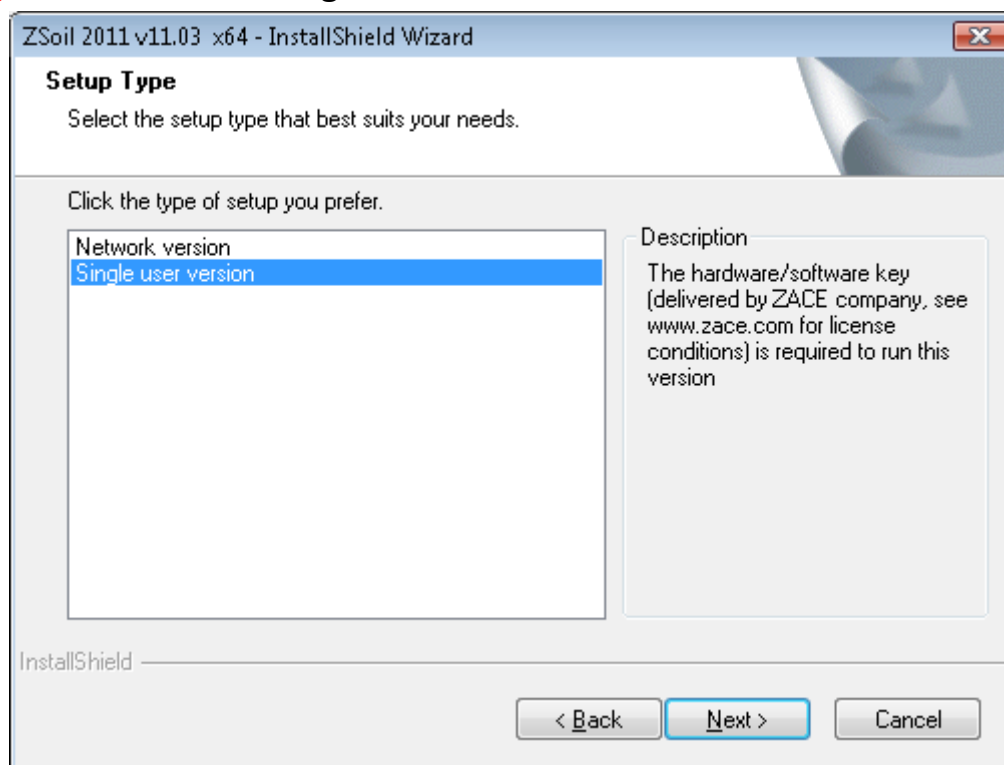 ZSoil 2011 v11.03 x64 - InstallShield Wizard
Setup Type
Select the setup type that best suits your needs.
Click the type of setup you prefer.
Network version
Single user version
Description
The hardware/software key
(delivered by ZACE company, see
www.zace.com for license
conditions) is required to run this
version
InstallShield
< Back
Next >
Cancel